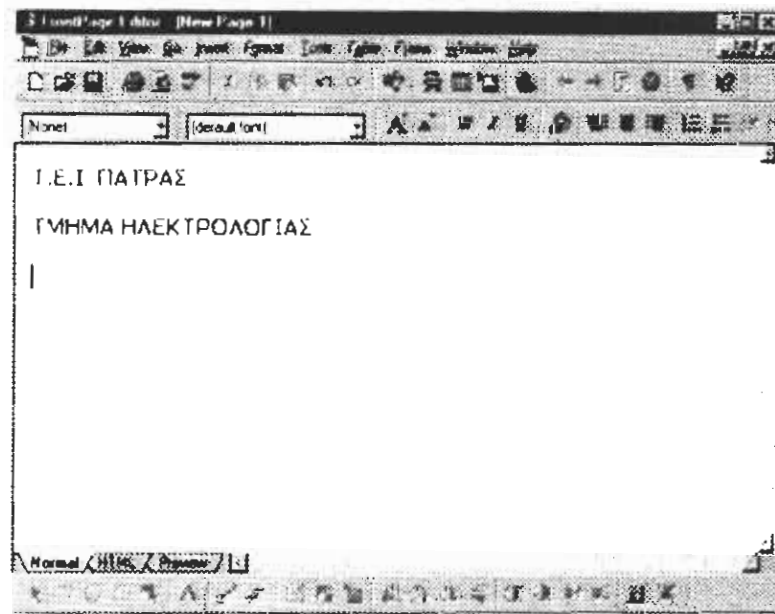 FrontPage Editor - [New Page 1]
File Edit View Go Insert Format Tools Table Frame Window Help
(None) (default font)
Τ.Ε.Ι ΠΑΤΡΑΣ
ΤΜΗΜΑ ΗΛΕΚΤΡΟΛΟΓΙΑΣ
Normal HTML Preview